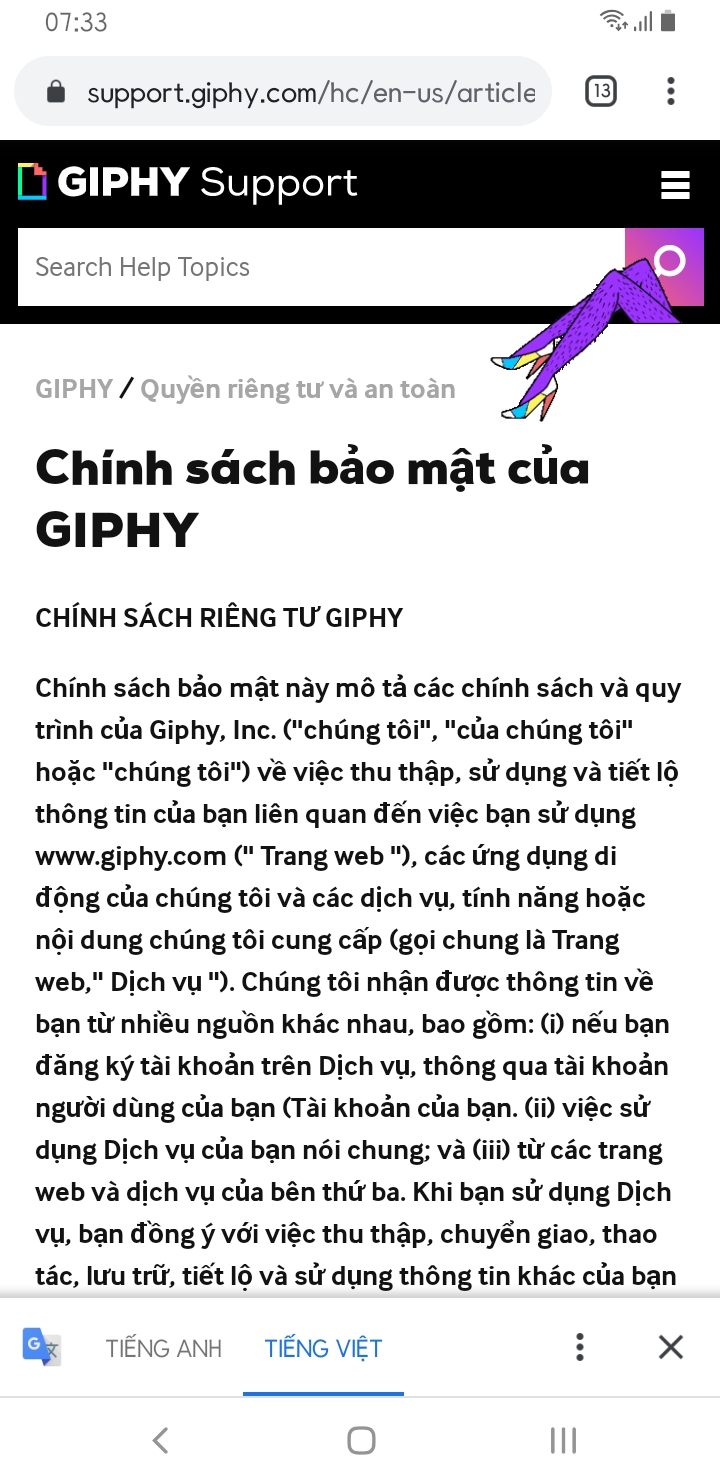 07:33
support.giphy.com/hc/en-us/article
13
GIPHY Support
Search Help Topics
GIPHY / Quyền riêng tư và an toàn
Chính sách bảo mật của
GIPHY
CHÍNH SÁCH RIÊNG TƯ GIPHY
Chính sách bảo mật này mô tả các chính sách và quy
trình của Giphy, Inc. ("chúng tôi", "của chúng tôi"
hoặc "chúng tôi") về việc thu thập, sử dụng và tiết lộ
thông tin của bạn liên quan đến việc bạn sử dụng
www.giphy.com (" Trang web "), các ứng dụng di
động của chúng tôi và các dịch vụ, tính năng hoặc
nội dung chúng tôi cung cấp (gọi chung là Trang
web," Dịch vụ "). Chúng tôi nhận được thông tin về
bạn từ nhiều nguồn khác nhau, bao gồm: (i) nếu bạn
đăng ký tài khoản trên Dịch vụ, thông qua tài khoản
người dùng của bạn (Tài khoản của bạn. (ii) việc sử
dụng Dịch vụ của bạn nói chung; và (iii) từ các trang
web và dịch vụ của bên thứ ba. Khi bạn sử dụng Dịch
vụ, bạn đồng ý với việc thu thập, chuyển giao, thao
tác, lưu trữ, tiết lộ và sử dụng thông tin khác của bạn
G 文
TIẾNG ANH
TIẾNG VIỆT